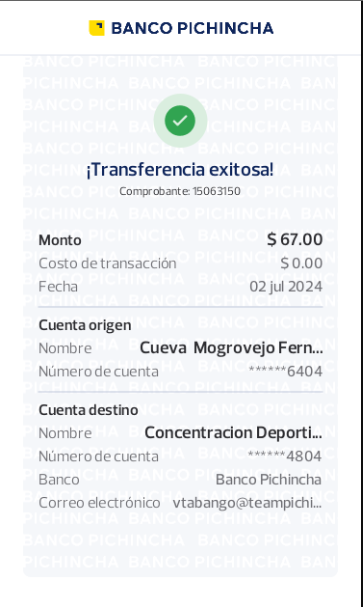 BANCO PICHINCHA
¡Transferencia exitosa!
Comprobante: 15063150
Monto $ 67.00
Costo de transacción $ 0.00
Fecha 02 jul 2024
Cuenta origen
Nombre Cueva Mogrovejo Fern...
Número de cuenta ******6404
Cuenta destino
Nombre Concentracion Deporti...
Número de cuenta ******4804
Banco Banco Pichincha
Correo electrónico vtabango@teampichi...